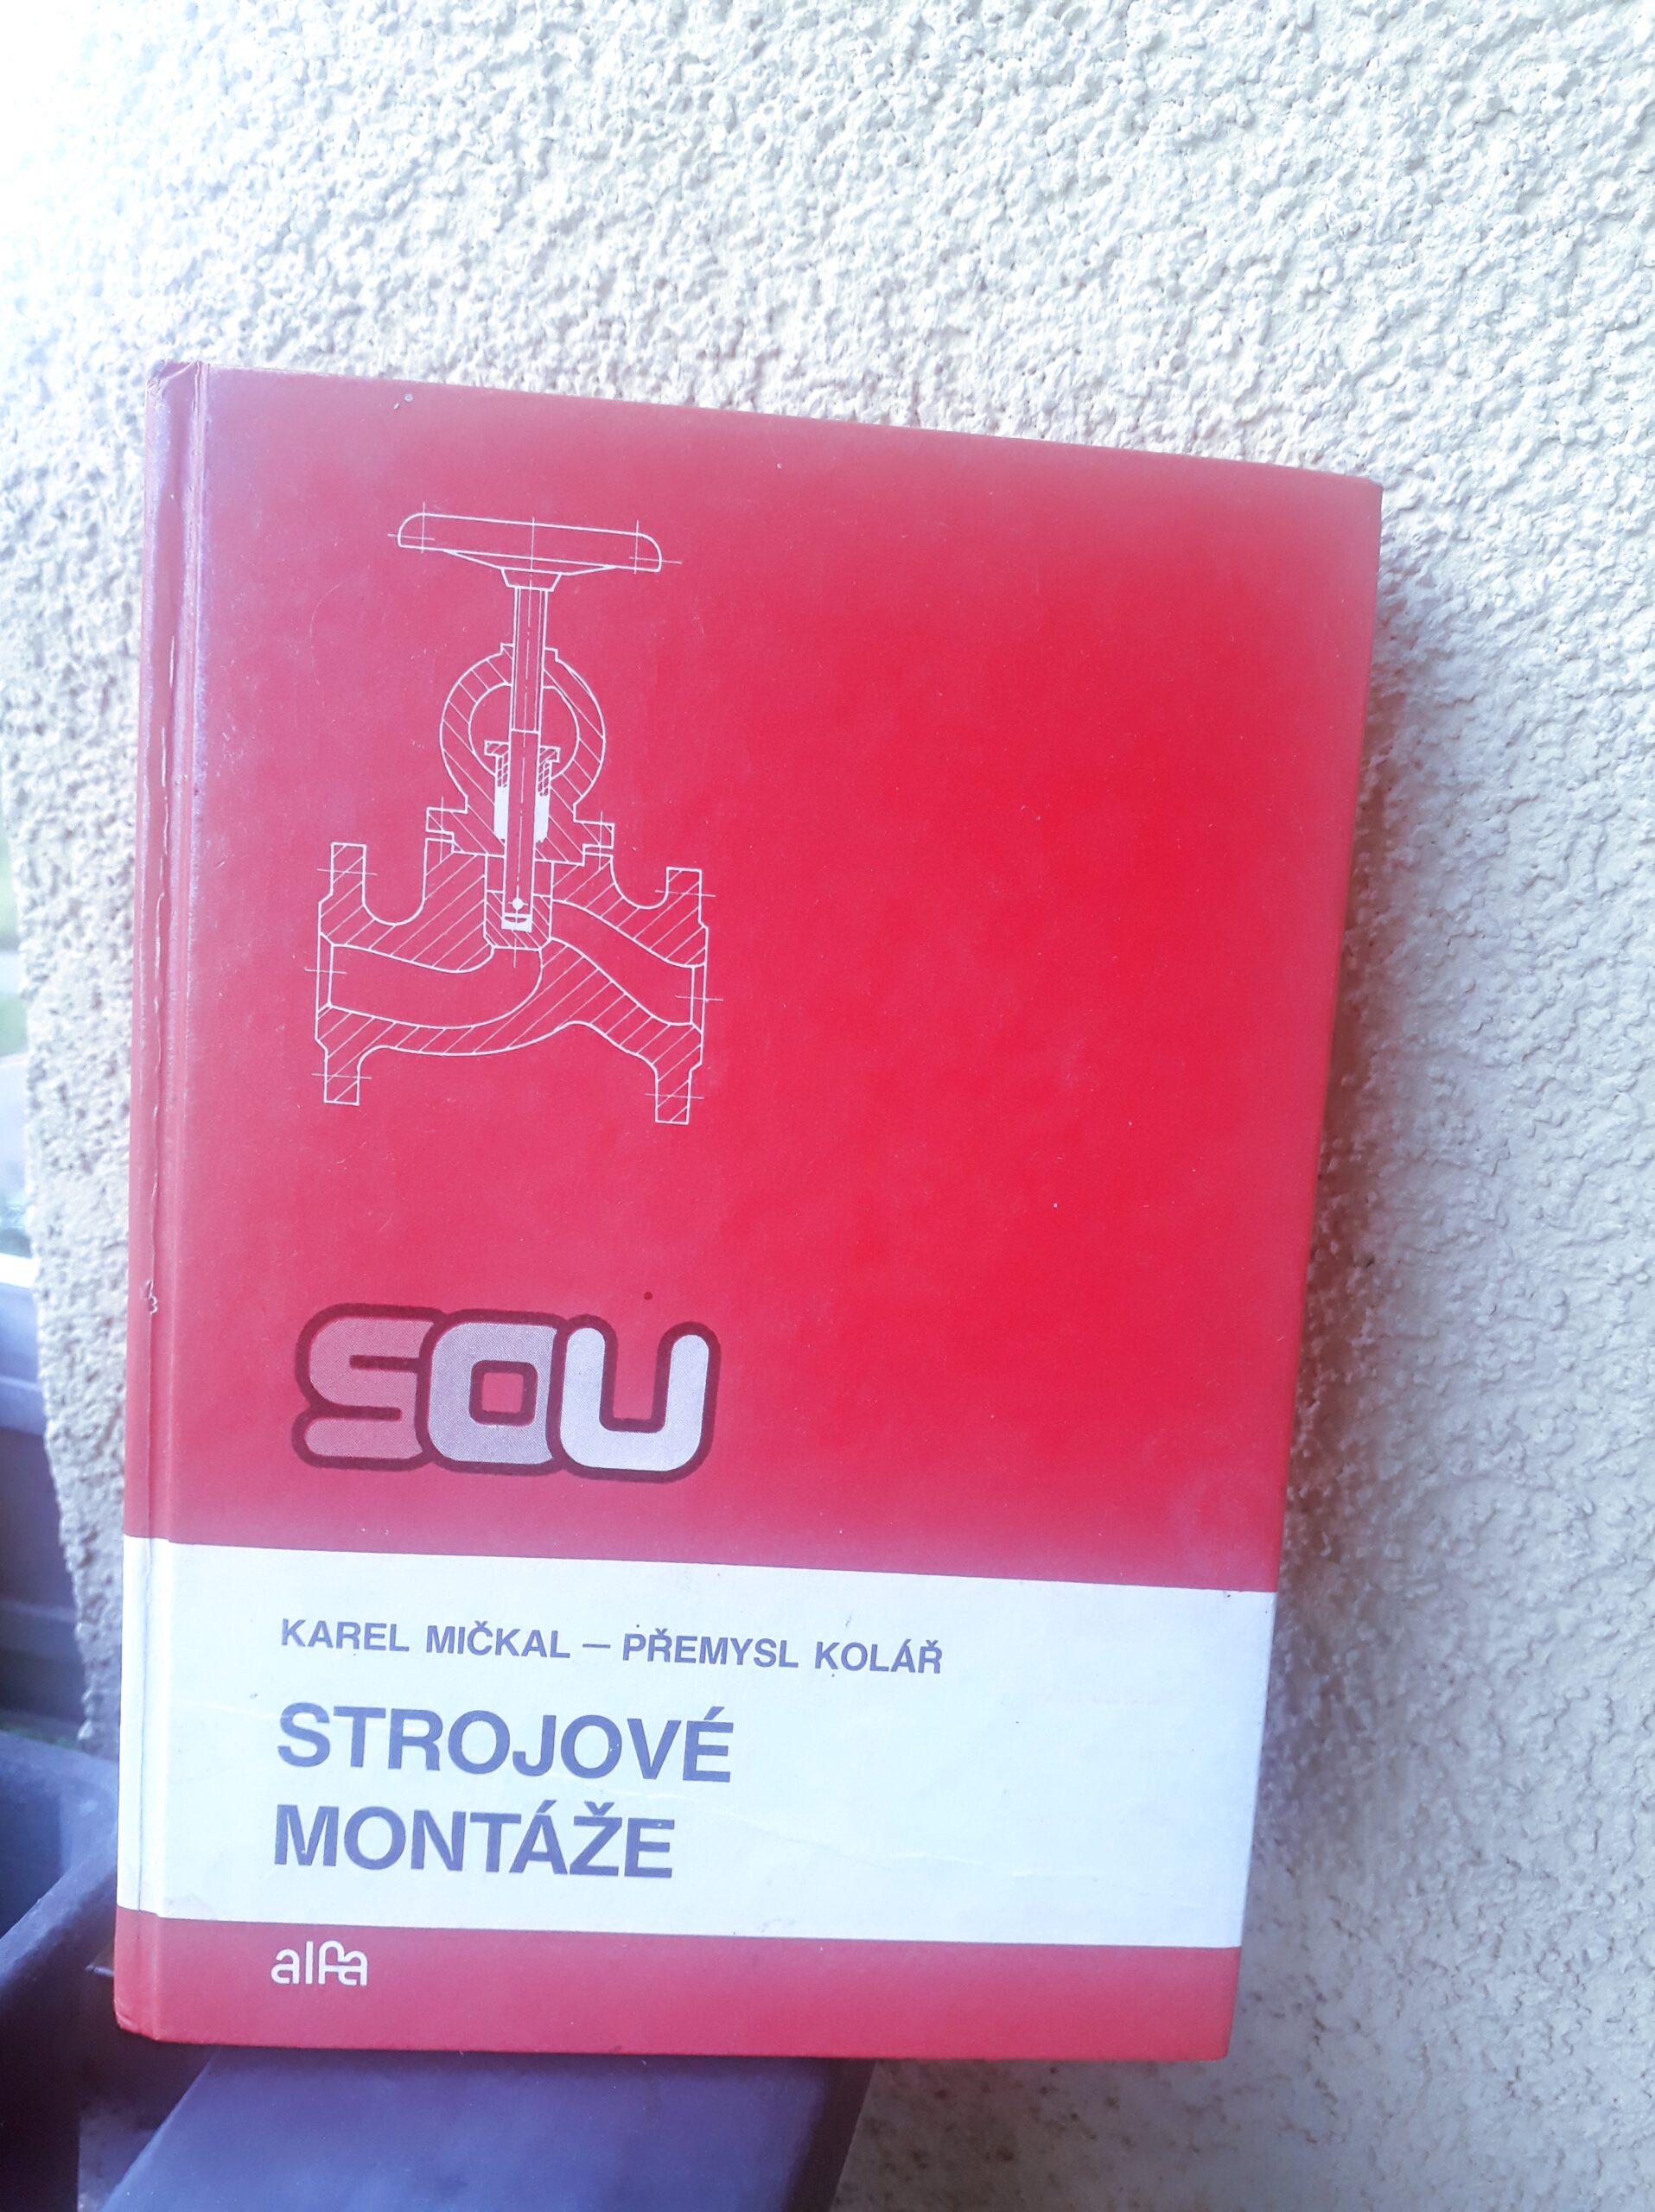 SOU
KAREL MIČKAL — PŘEMYSL KOLÁŘ
STROJOVÉ
MONTÁŽE
alfa